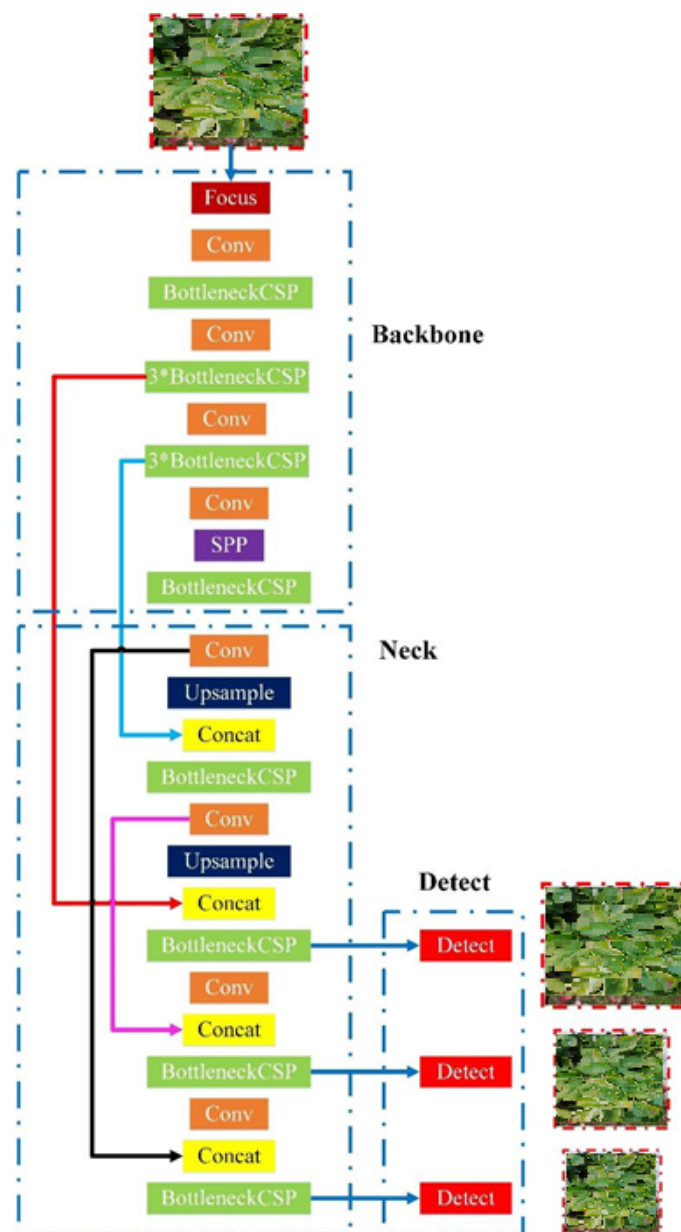 Focus
Conv
BottleneckCSP
Conv
Backbone
3*BottleneckCSP
Conv
3*BottleneckCSP
Conv
SPP
BottleneckCSP
Conv
Neck
Upsample
Concat
BottleneckCSP
Conv
Upsample
Detect
Concat
BottleneckCSP
Detect
Conv
Concat
BottleneckCSP
Detect
Conv
Concat
BottleneckCSP
Detect